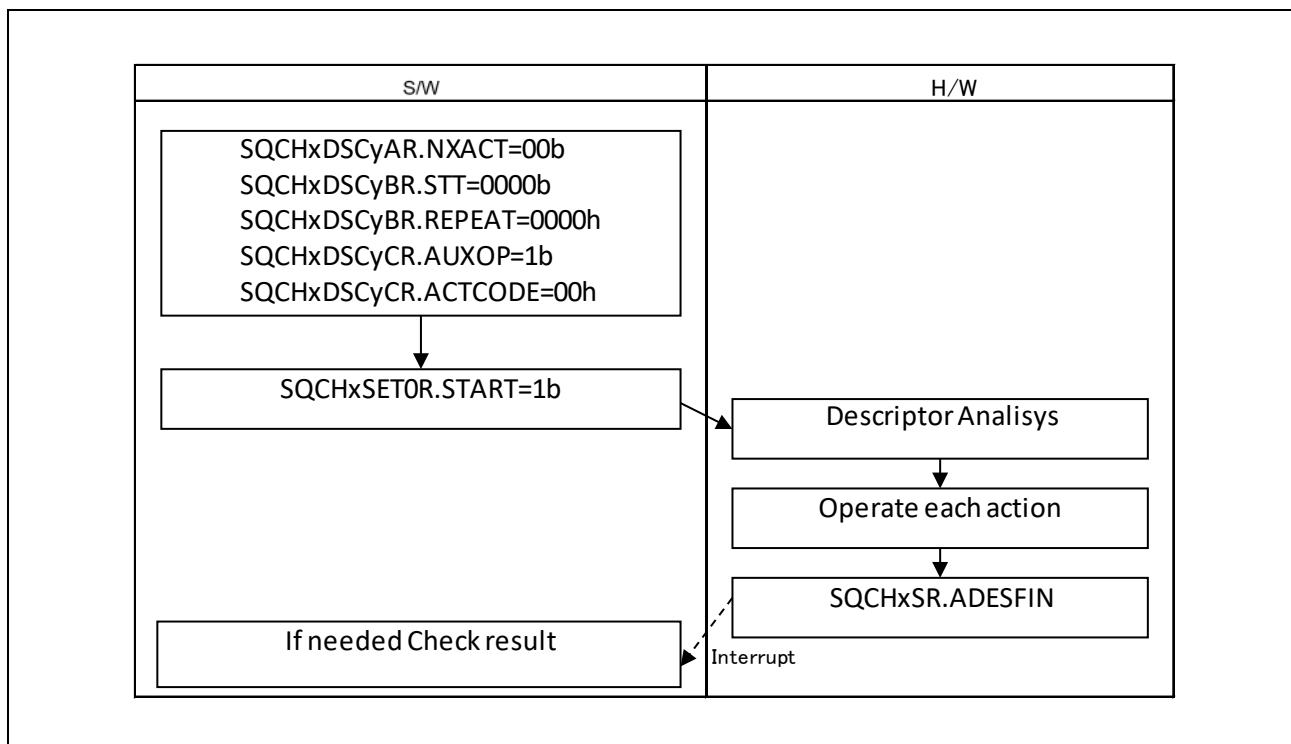 S/W
H/W
SQCHxDSCyAR.NXACT=00b
SQCHxDSCyBR.STT=0000b
SQCHxDSCyBR.REPEAT=0000h
SQCHxDSCyCR.AUXOP=1b
SQCHxDSCyCR.ACTCODE=00h
SQCHxSET0R.START=1b
Descriptor Analisys
Operate each action
SQCHxSR.ADESFIN
If needed Check result
Interrupt